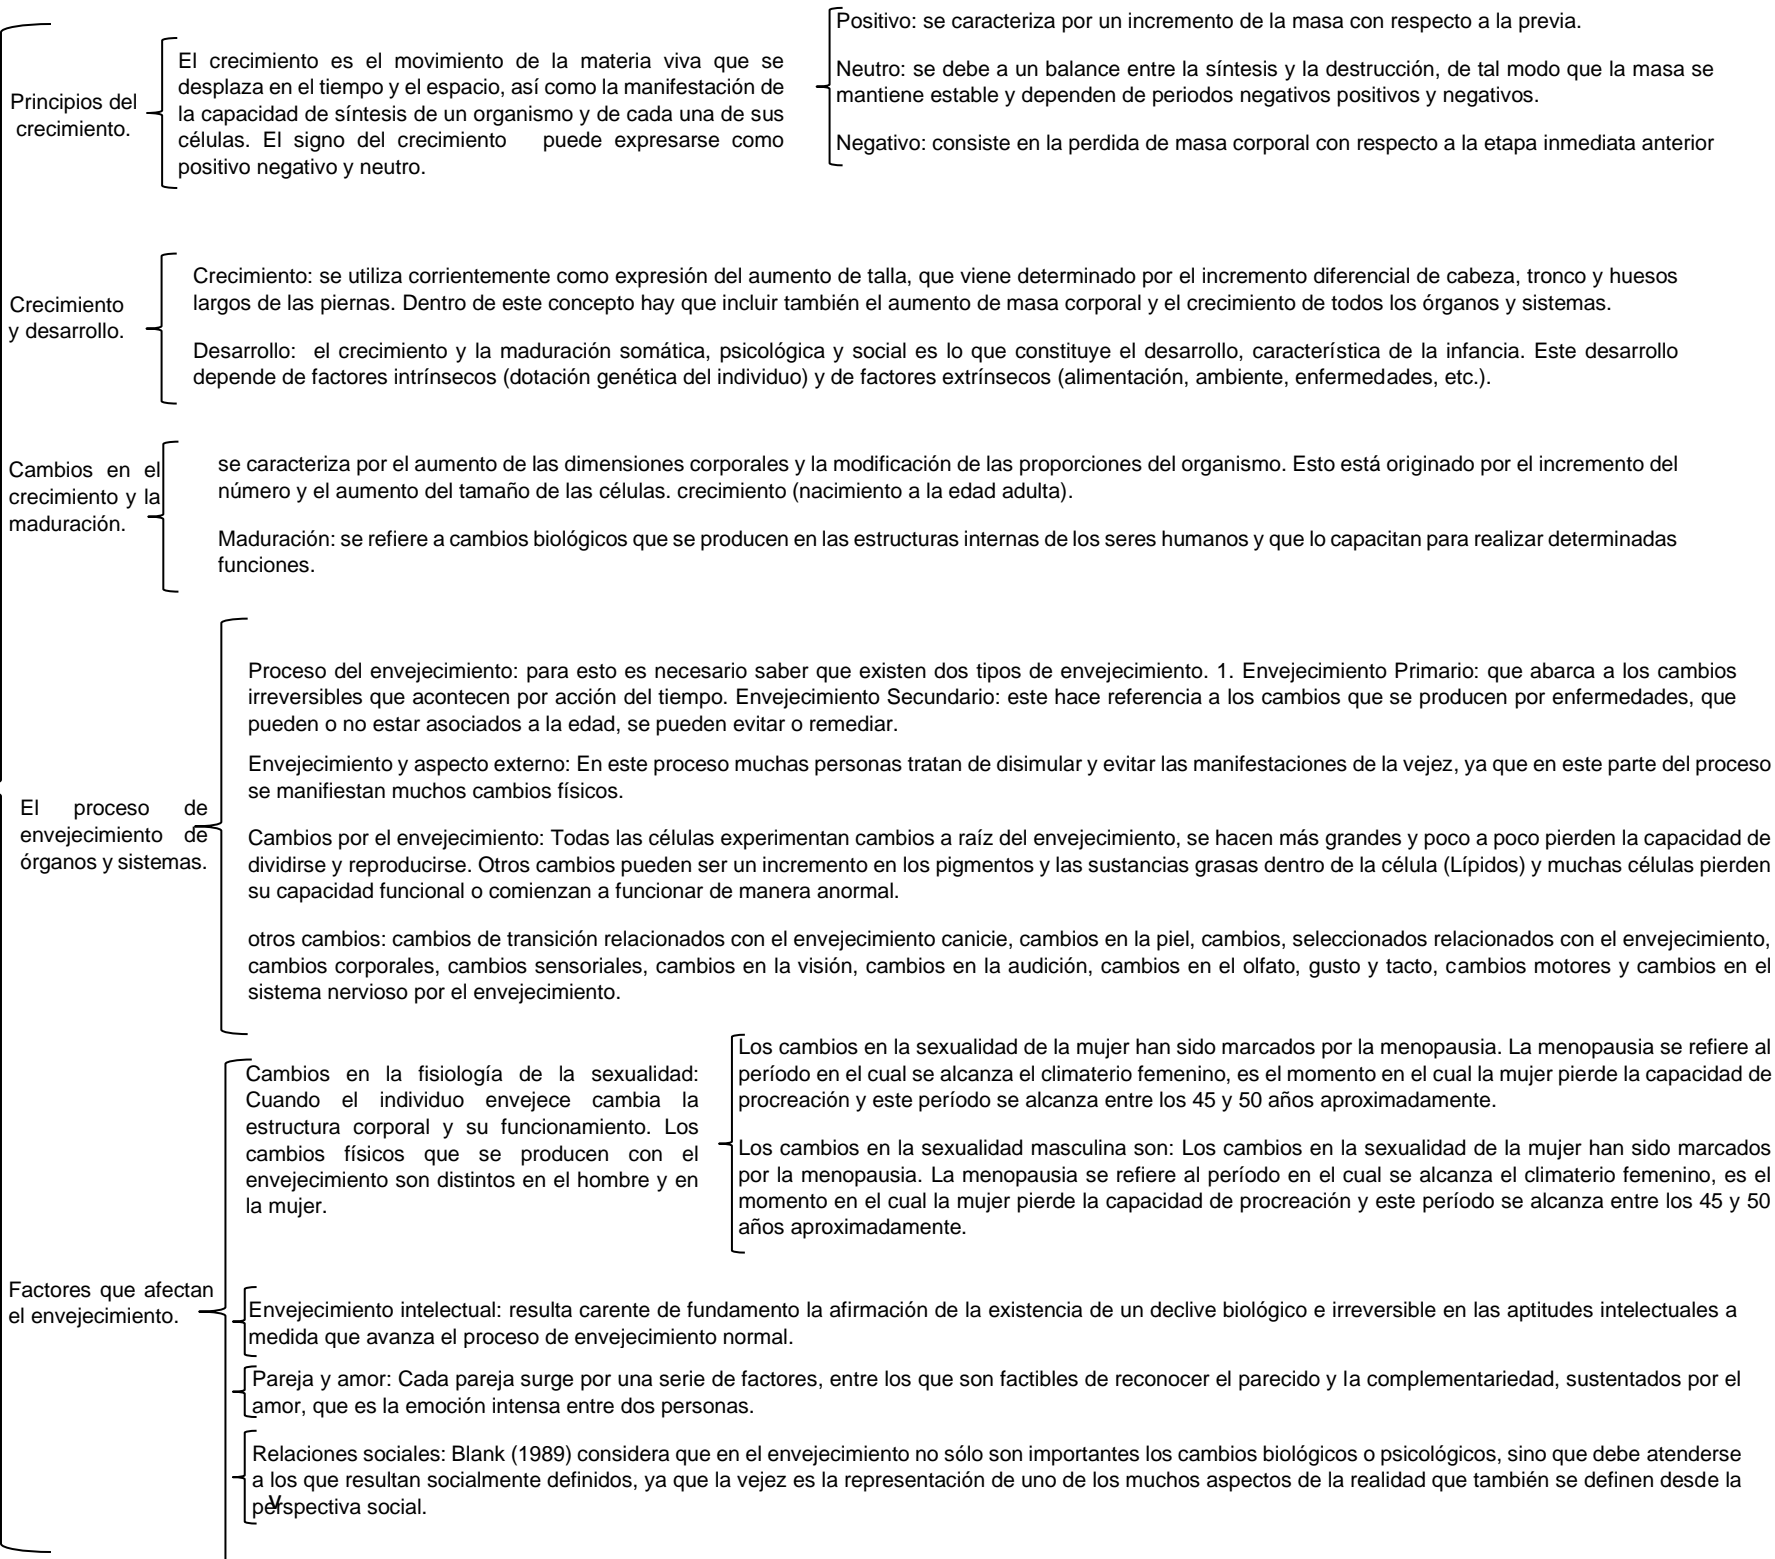 Principios del
crecimiento.
El crecimiento es el movimiento de la materia viva que se
desplaza en el tiempo y el espacio, así como la manifestación de
la capacidad de síntesis de un organismo y de cada una de sus
células. El signo del crecimiento puede expresarse como
positivo negativo y neutro.
Positivo: se caracteriza por un incremento de la masa con respecto a la previa.
Neutro: se debe a un balance entre la síntesis y la destrucción, de tal modo que la masa se
mantiene estable y dependen de periodos negativos positivos y negativos.
Negativo: consiste en la perdida de masa corporal con respecto a la etapa inmediata anterior
Crecimiento
y desarrollo.
Crecimiento: se utiliza corrientemente como expresión del aumento de talla, que viene determinado por el incremento diferencial de cabeza, tronco y huesos
largos de las piernas. Dentro de este concepto hay que incluir también el aumento de masa corporal y el crecimiento de todos los órganos y sistemas.
Desarrollo: el crecimiento y la maduración somática, psicológica y social es lo que constituye el desarrollo, característica de la infancia. Este desarrollo
depende de factores intrínsecos (dotación genética del individuo) y de factores extrínsecos (alimentación, ambiente, enfermedades, etc.).
Cambios en el
crecimiento y la
maduración.
se caracteriza por el aumento de las dimensiones corporales y la modificación de las proporciones del organismo. Esto está originado por el incremento del
número y el aumento del tamaño de las células. crecimiento (nacimiento a la edad adulta).
Maduración: se refiere a cambios biológicos que se producen en las estructuras internas de los seres humanos y que lo capacitan para realizar determinadas
funciones.
El proceso de
envejecimiento de
órganos y sistemas.
Proceso del envejecimiento: para esto es necesario saber que existen dos tipos de envejecimiento. 1. Envejecimiento Primario: que abarca a los cambios
irreversibles que acontecen por acción del tiempo. Envejecimiento Secundario: este hace referencia a los cambios que se producen por enfermedades, que
pueden o no estar asociados a la edad, se pueden evitar o remediar.
Envejecimiento y aspecto externo: En este proceso muchas personas tratan de disimular y evitar las manifestaciones de la vejez, ya que en este parte del proceso
se manifiestan muchos cambios físicos.
Cambios por el envejecimiento: Todas las células experimentan cambios a raíz del envejecimiento, se hacen más grandes y poco a poco pierden la capacidad de
dividirse y reproducirse. Otros cambios pueden ser un incremento en los pigmentos y las sustancias grasas dentro de la célula (Lípidos) y muchas células pierden
su capacidad funcional o comienzan a funcionar de manera anormal.
otros cambios: cambios de transición relacionados con el envejecimiento canicie, cambios en la piel, cambios, seleccionados relacionados con el envejecimiento,
cambios corporales, cambios sensoriales, cambios en la visión, cambios en la audición, cambios en el olfato, gusto y tacto, cambios motores y cambios en el
sistema nervioso por el envejecimiento.
Factores que afectan
el envejecimiento.
Cambios en la fisiología de la sexualidad:
Cuando el individuo envejece cambia la
estructura corporal y su funcionamiento. Los
cambios físicos que se producen con el
envejecimiento son distintos en el hombre y en
la mujer.
Los cambios en la sexualidad de la mujer han sido marcados por la menopausia. La menopausia se refiere al
período en el cual se alcanza el climaterio femenino, es el momento en el cual la mujer pierde la capacidad de
procreación y este período se alcanza entre los 45 y 50 años aproximadamente.
Los cambios en la sexualidad masculina son: Los cambios en la sexualidad de la mujer han sido marcados
por la menopausia. La menopausia se refiere al período en el cual se alcanza el climaterio femenino, es el
momento en el cual la mujer pierde la capacidad de procreación y este período se alcanza entre los 45 y 50
años aproximadamente.
Envejecimiento intelectual: resulta carente de fundamento la afirmación de la existencia de un declive biológico e irreversible en las aptitudes intelectuales a
medida que avanza el proceso de envejecimiento normal.
Pareja y amor: Cada pareja surge por una serie de factores, entre los que son factibles de reconocer el parecido y la complementariedad, sustentados por el
amor, que es la emoción intensa entre dos personas.
Relaciones sociales: Blank (1989) considera que en el envejecimiento no sólo son importantes los cambios biológicos o psicológicos, sino que debe atenderse
a los que resultan socialmente definidos, ya que la vejez es la representación de uno de los muchos aspectos de la realidad que también se definen desde la
perspectiva social.
v